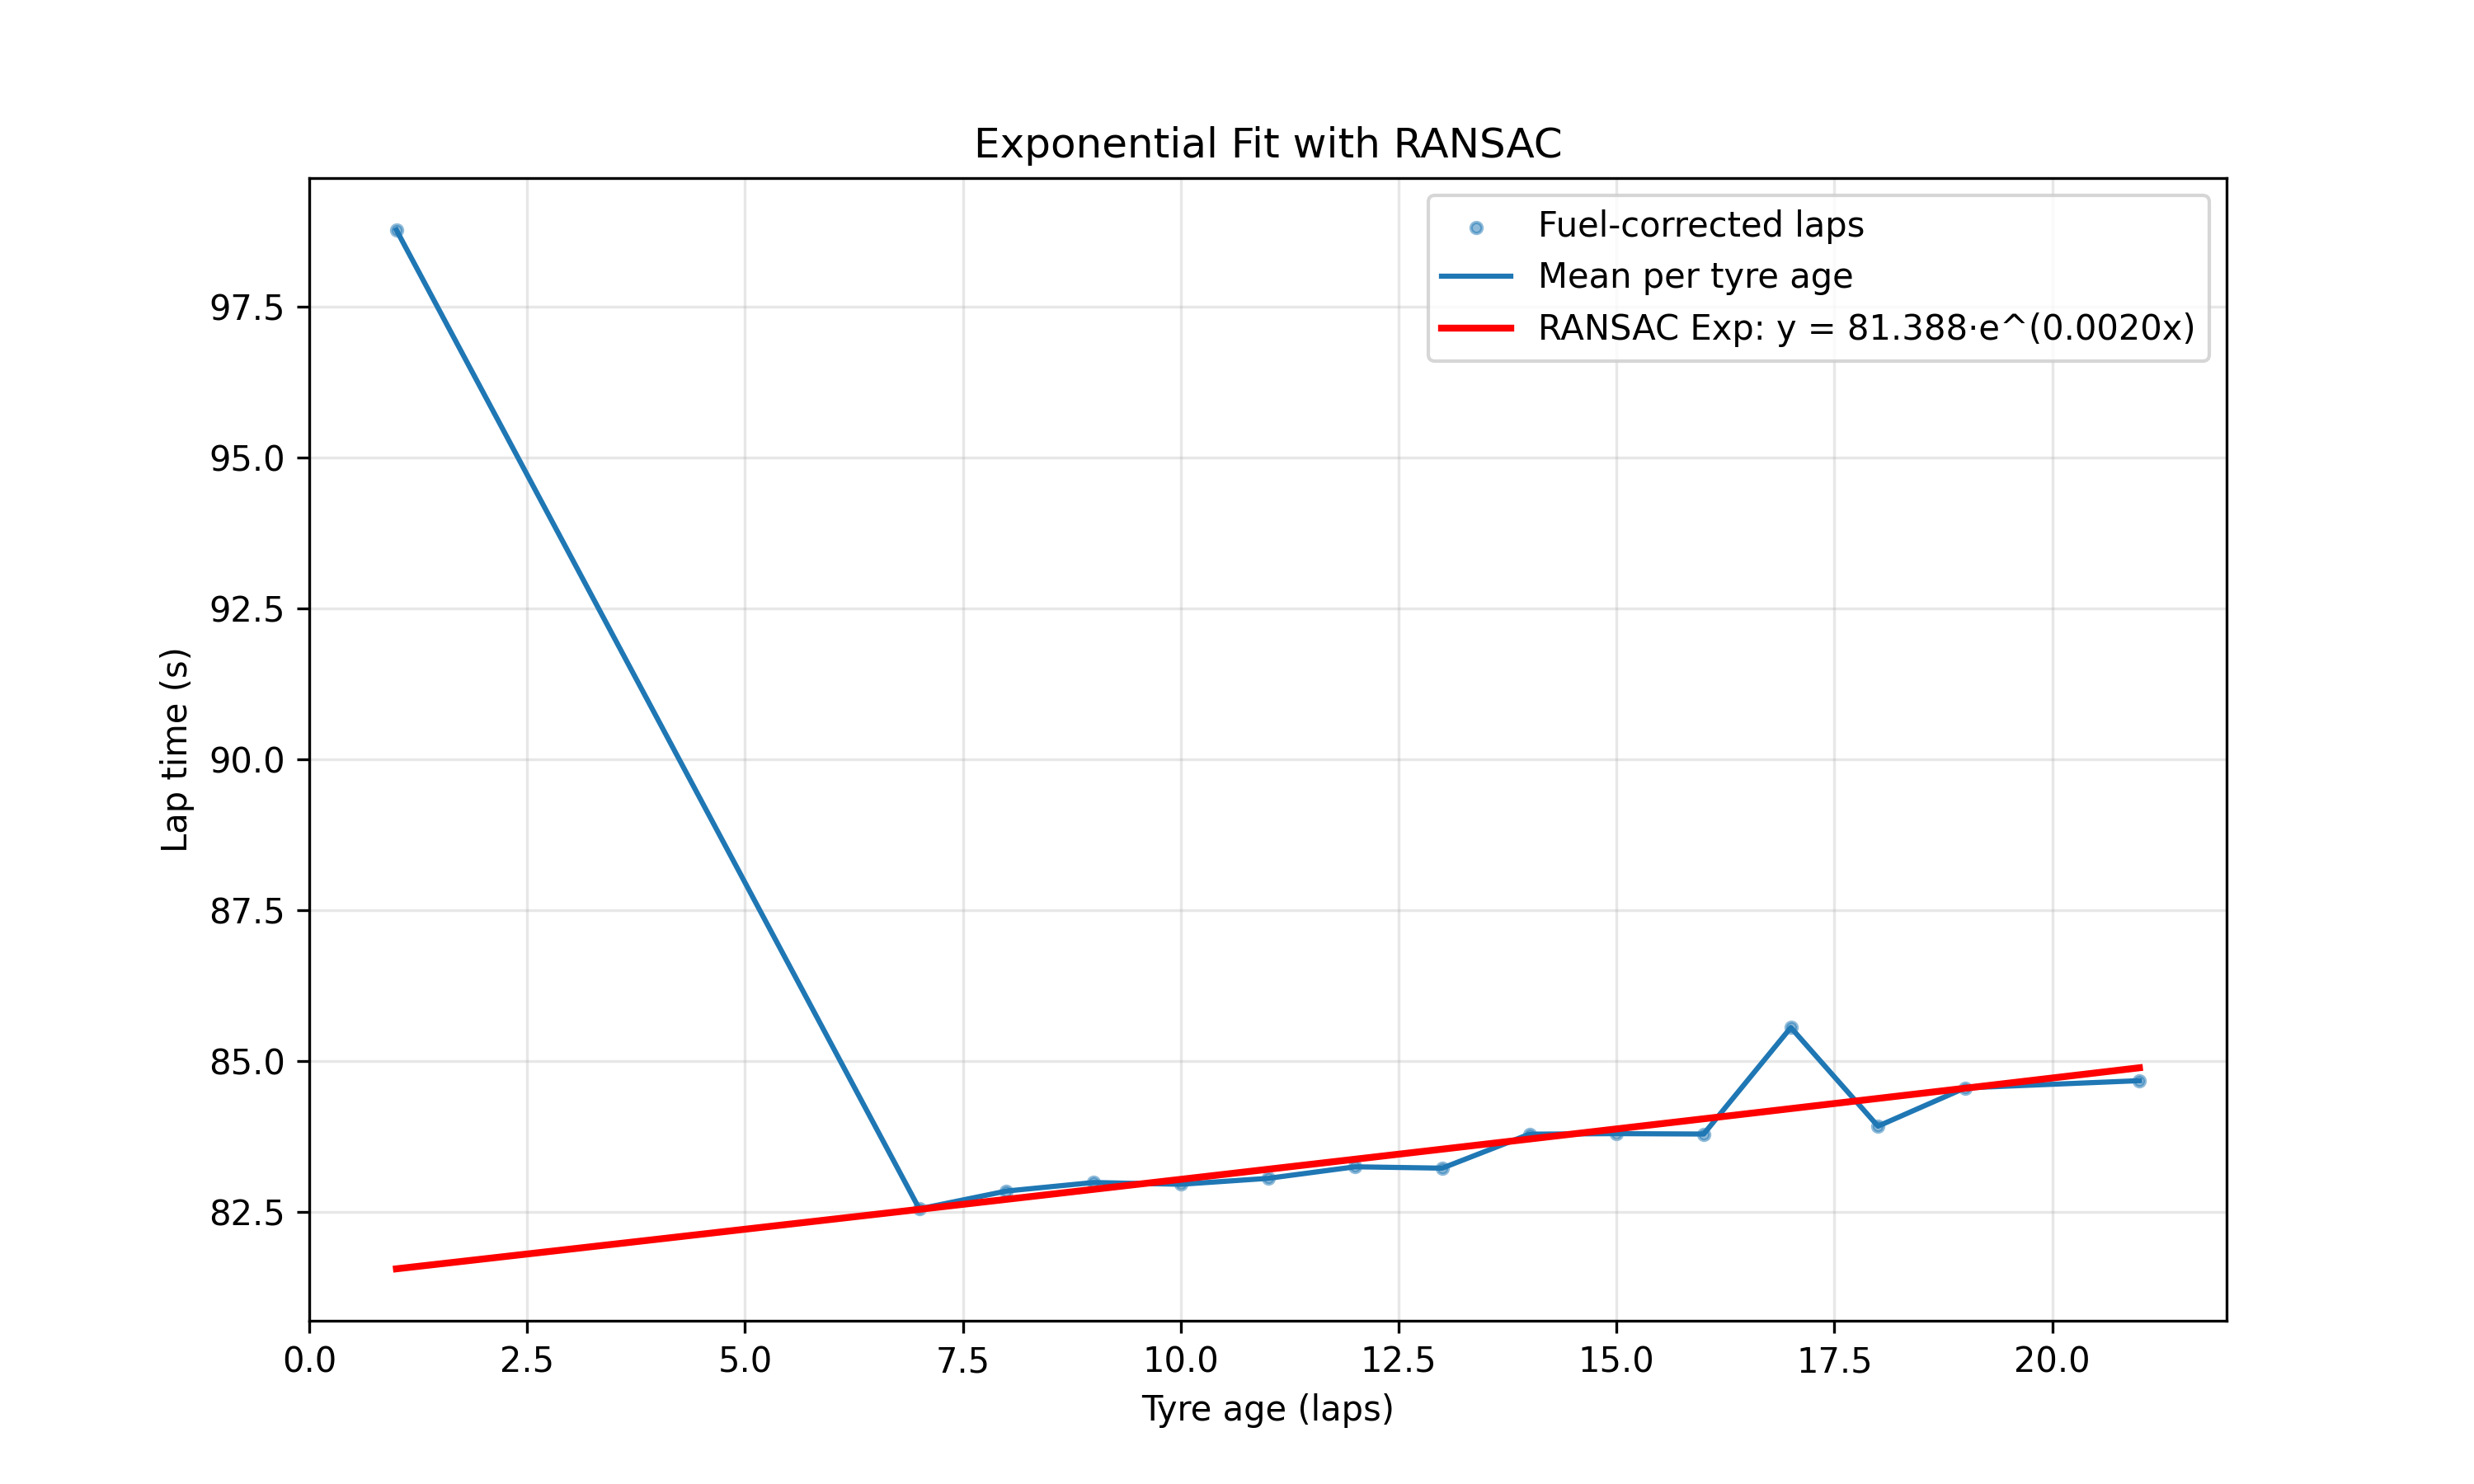 Exponential Fit with RANSAC
Fuel-corrected laps
Mean per tyre age
RANSAC Exp: y = 81.388·e^(0.0020x)
97.5
95.0
92.5
90.0
87.5
85.0
82.5
Lap time (s)
0.0 2.5 5.0 7.5 10.0 12.5 15.0 17.5 20.0
Tyre age (laps)